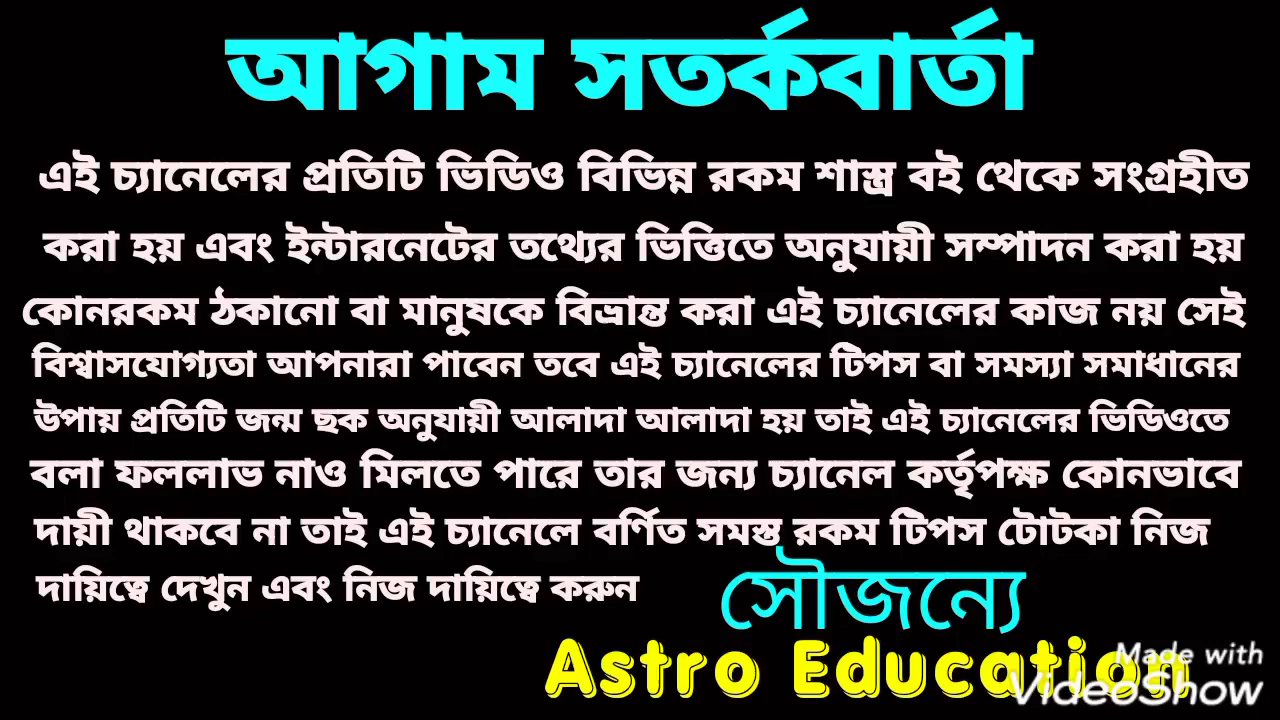 আগাম সতর্কবার্তা
এই চ্যানেলের প্রতিটি ভিডিও বিভিন্ন রকম শাস্ত্র বই থেকে সংগ্রহীত
করা হয় এবং ইন্টারনেটের তথ্যের ভিত্তিতে অনুযায়ী সম্পাদন করা হয়
কোনরকম ঠকানো বা মানুষকে বিভ্রান্ত করা এই চ্যানেলের কাজ নয় সেই
বিশ্বাসযোগ্যতা আপনারা পাবেন তবে এই চ্যানেলের টিপস বা সমস্যা সমাধানের
উপায় প্রতিটি জন্ম ছক অনুযায়ী আলাদা আলাদা হয় তাই এই চ্যানেলের ভিডিওতে
বলা ফললাভ নাও মিলতে পারে তার জন্য চ্যানেল কর্তৃপক্ষ কোনভাবে
দায়ী থাকবে না তাই এই চ্যানেলে বর্ণিত সমস্ত রকম টিপস টোটকা নিজ
দায়িত্বে দেখুন এবং নিজ দায়িত্বে করুন
সৌজন্যে
Astro Education
Made with
VideoShow